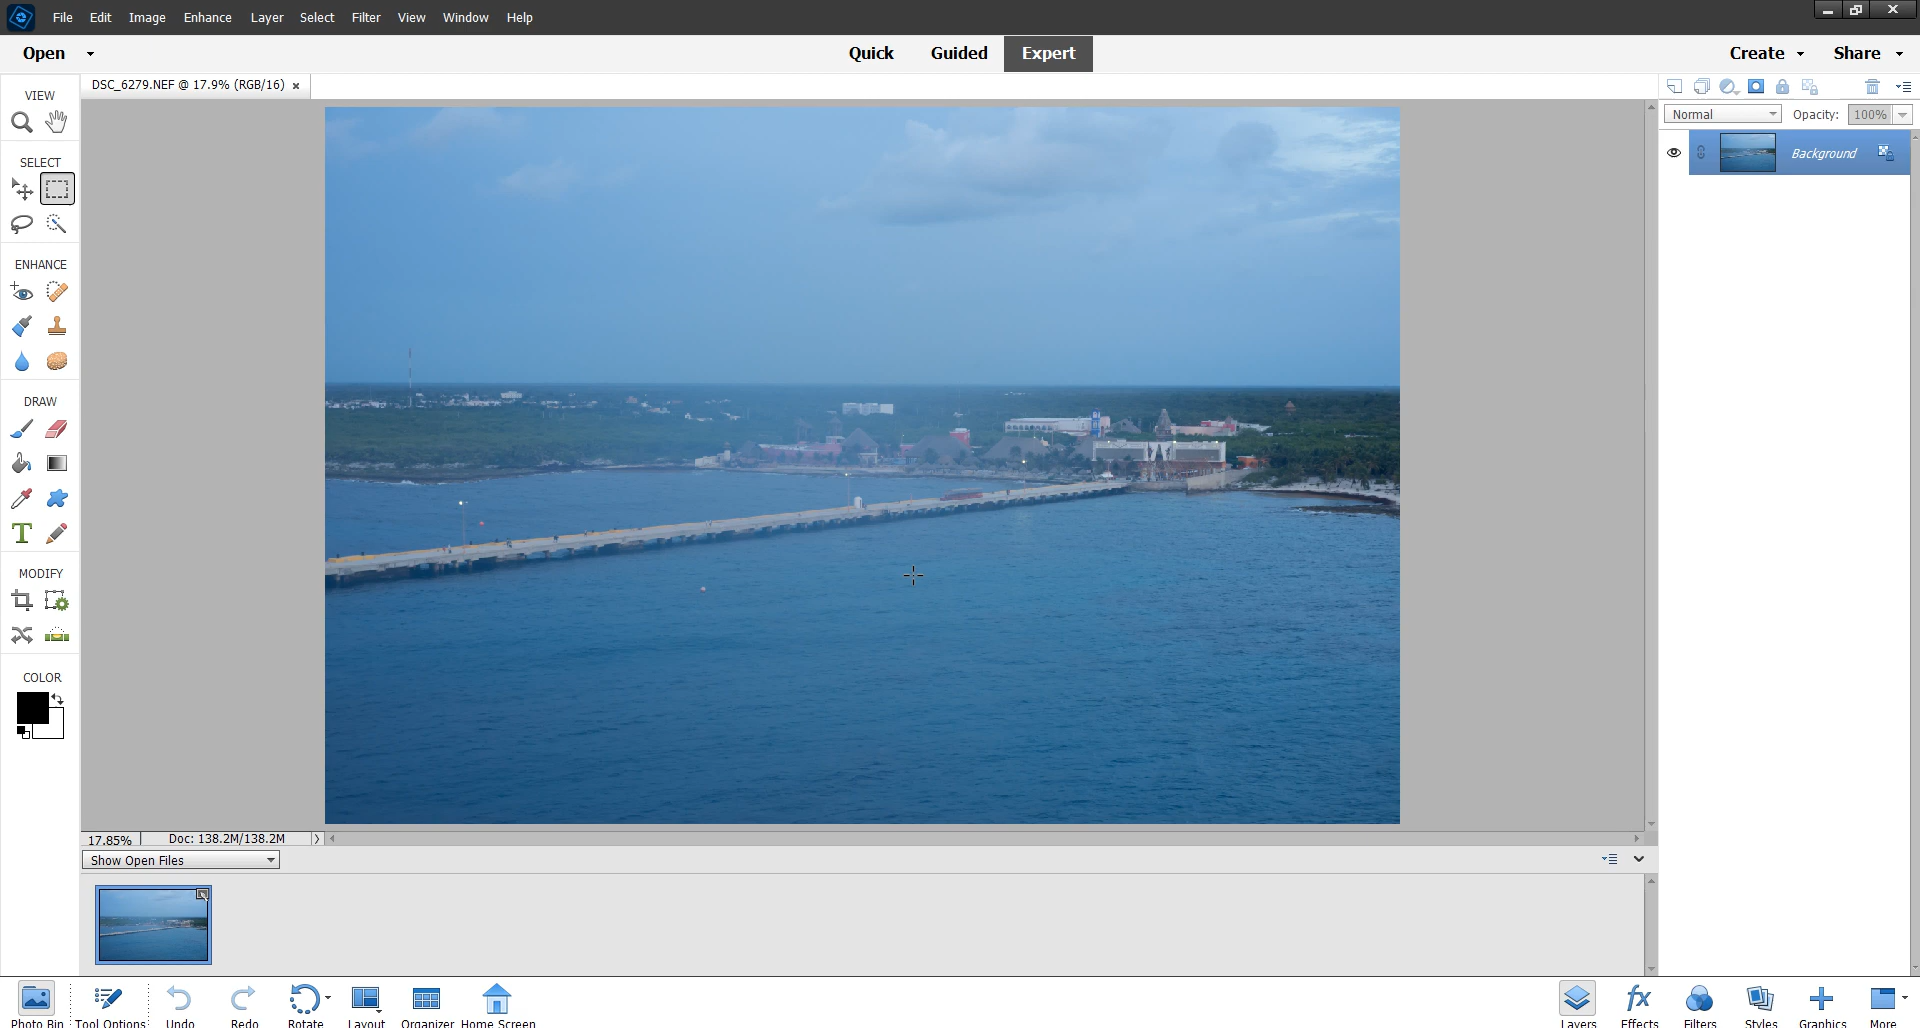 File Edit Image Enhance Layer Select Filter View Window Help
Open Quick Guided Expert Create Share
DSC_6279.NEF @ 17.9% (RGB/16) ×
VIEW
SELECT
ENHANCE
DRAW
MODIFY
COLOR
Normal Opacity: 100%
Background
17.85% Doc: 138.2M/138.2M
Show Open Files
Photo Bin Tool Options Undo Redo Rotate Layout Organizer Home Screen Layers Effects Filters Styles Graphics More